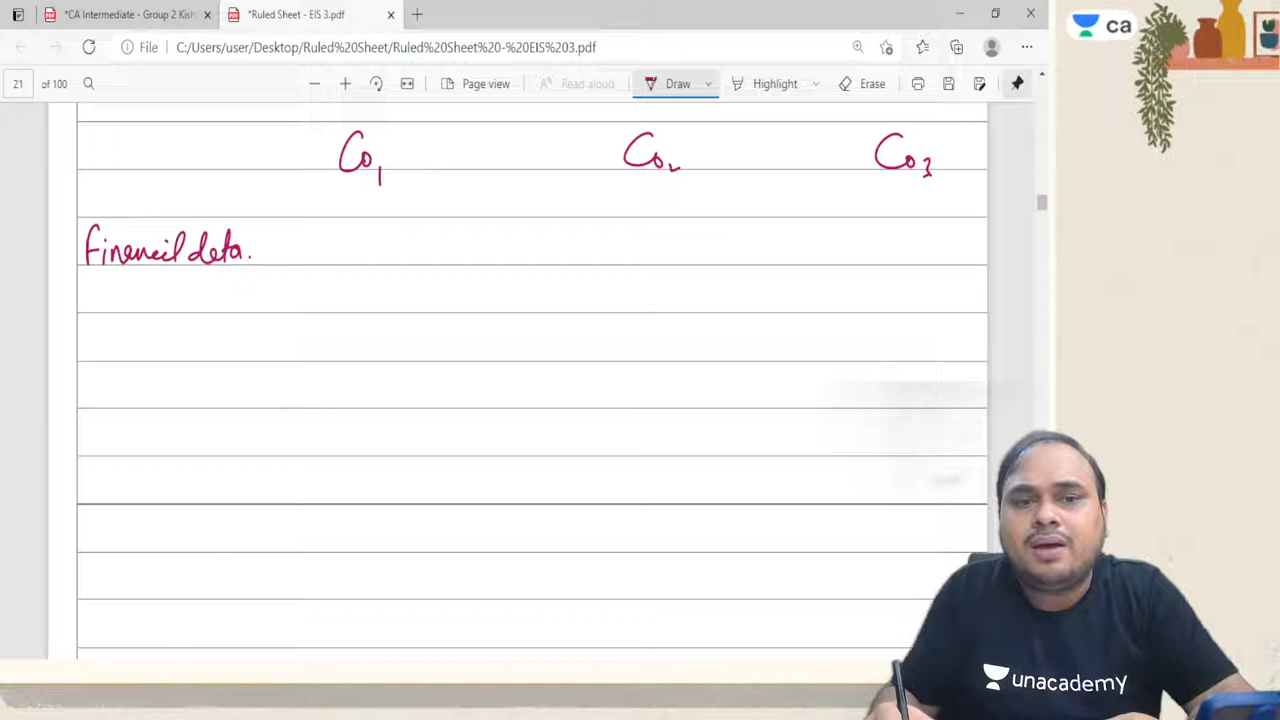 *CA Intermediate - Group 2 Kish
*Ruled Sheet - EIS 3.pdf
File
C:/Users/user/Desktop/Ruled%20Sheet/Ruled%20Sheet%20-%20EIS%203.pdf
21 of 100
Page view
Read aloud
Draw
Highlight
Erase
ca
Co1 Co2 Co3
Financial data.
unacademy